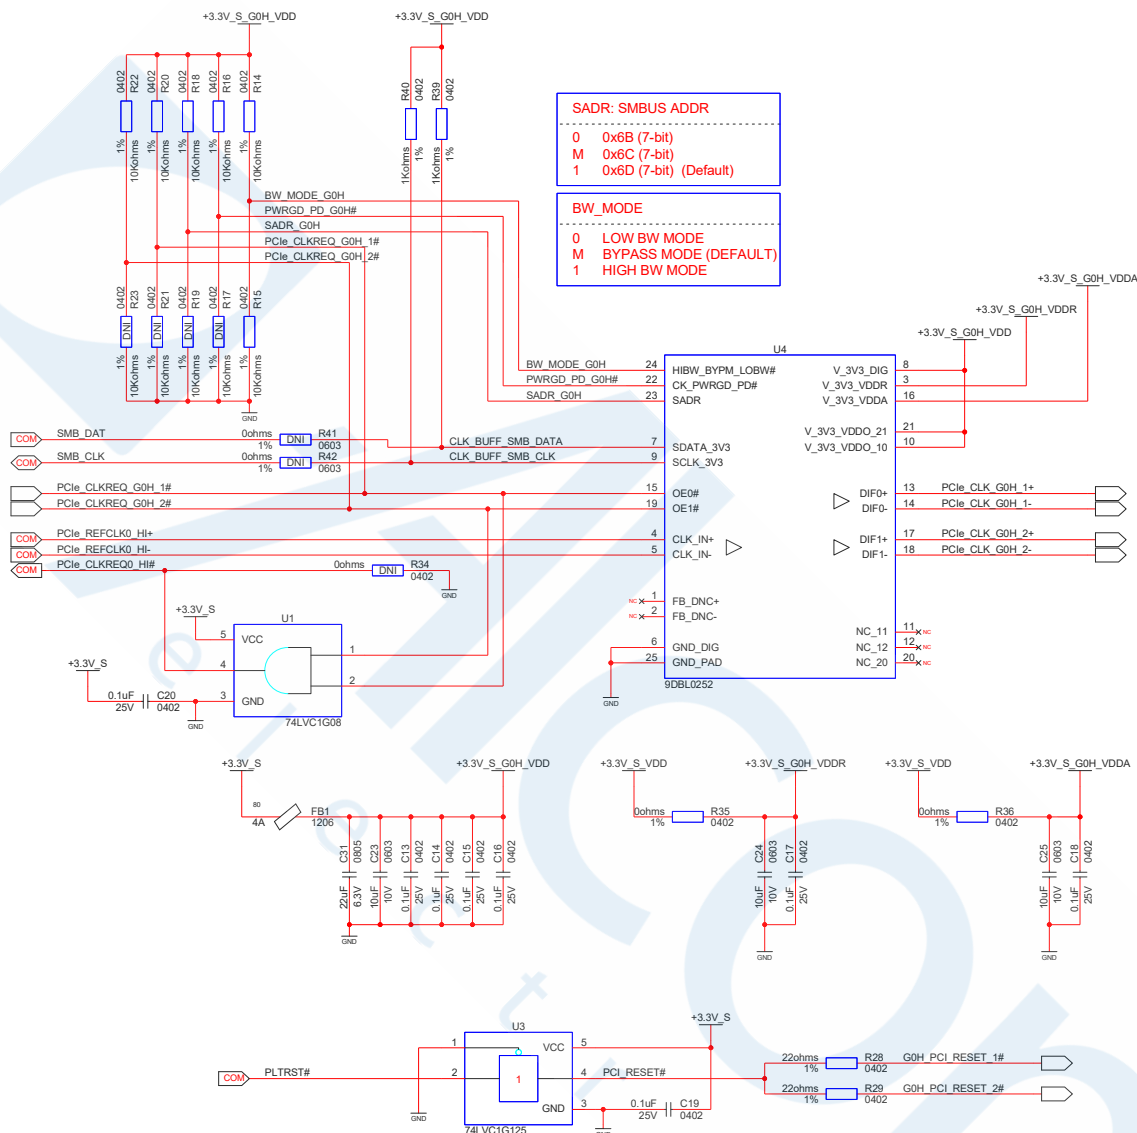 +3.3V_S_G0H_VDD
+3.3V_S_G0H_VDD
0402 R22
0402 R20
0402 R18
0402 R16
0402 R14
1% 10Kohms
1% 10Kohms
1% 10Kohms
1% 10Kohms
1% 10Kohms
R40 0402
R39 0402
1Kohms 1%
1Kohms 1%
SADR: SMBUS ADDR
0 0x6B (7-bit)
M 0x6C (7-bit)
1 0x6D (7-bit) (Default)
BW_MODE
0 LOW BW MODE
M BYPASS MODE (DEFAULT)
1 HIGH BW MODE
BW_MODE_G0H
PWRGD_PD_G0H#
SADR_G0H
PCIe_CLKREQ_G0H_1#
PCIe_CLKREQ_G0H_2#
0402 R23
0402 R21
0402 R19
0402 R17
0402 R15
DNI
DNI
DNI
DNI
1% 10Kohms
1% 10Kohms
1% 10Kohms
1% 10Kohms
1% 10Kohms
GND
+3.3V_S_G0H_VDDA
+3.3V_S_G0H_VDDR
+3.3V_S_G0H_VDD
U4
BW_MODE_G0H 24 HIBW_BYPM_LOBW#
PWRGD_PD_G0H# 22 CK_PWRGD_PD#
SADR_G0H 23 SADR
V_3V3_DIG 8
V_3V3_VDDR 3
V_3V3_VDDA 16
V_3V3_VDDO_21 21
V_3V3_VDDO_10 10
COM SMB_DAT 0ohms 1% DNI R41 0603 CLK_BUFF_SMB_DATA 7 SDATA_3V3
COM SMB_CLK 0ohms 1% DNI R42 0603 CLK_BUFF_SMB_CLK 9 SCLK_3V3
PCIe_CLKREQ_G0H_1# 15 OE0#
PCIe_CLKREQ_G0H_2# 19 OE1#
DIF0+ 13 PCIe_CLK_G0H_1+
DIF0- 14 PCIe_CLK_G0H_1-
COM PCIe_REFCLK0_HI+ 4 CLK_IN+
COM PCIe_REFCLK0_HI- 5 CLK_IN-
DIF1+ 17 PCIe_CLK_G0H_2+
DIF1- 18 PCIe_CLK_G0H_2-
COM PCIe_CLKREQ0_HI# 0ohms DNI R34 0402
GND
NC 1 FB_DNC+
NC 2 FB_DNC-
6 GND_DIG
25 GND_PAD
GND
NC_11 11 NC
NC_12 12 NC
NC_20 20 NC
9DBL0252
+3.3V_S
U1
5 VCC
4
3 GND
1
2
74LVC1G08
+3.3V_S
0.1uF 25V C20 0402
GND
+3.3V_S
80
4A FB1 1206
+3.3V_S_G0H_VDD
C31 0805
C23 0603
C13 0402
C14 0402
C15 0402
C16 0402
22uF 6.3V
10uF 10V
0.1uF 25V
0.1uF 25V
0.1uF 25V
0.1uF 25V
GND
+3.3V_S_VDD
+3.3V_S_G0H_VDDR
0ohms 1% R35 0402
C24 0603
C17 0402
10uF 10V
0.1uF 25V
GND
+3.3V_S_VDD
+3.3V_S_G0H_VDDA
0ohms 1% R36 0402
C25 0603
C18 0402
10uF 10V
0.1uF 25V
GND
+3.3V_S
U3
1
VCC 5
COM PLTRST# 2
1
4 PCI_RESET#
GND 3
74LVC1G125
GND
0.1uF 25V C19 0402
GND
22ohms 1% R28 0402 G0H_PCI_RESET_1#
22ohms 1% R29 0402 G0H_PCI_RESET_2#